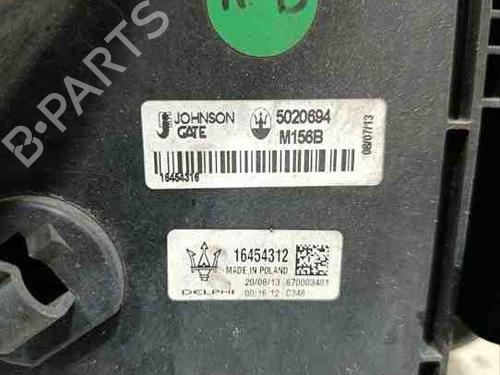 B-Parts
JOHNSON 5020694
GATE M156B
08/07/13
16454316
16454312
MADE IN POLAND
20/08/13 670003401
DELPHI 00:16:12 C348